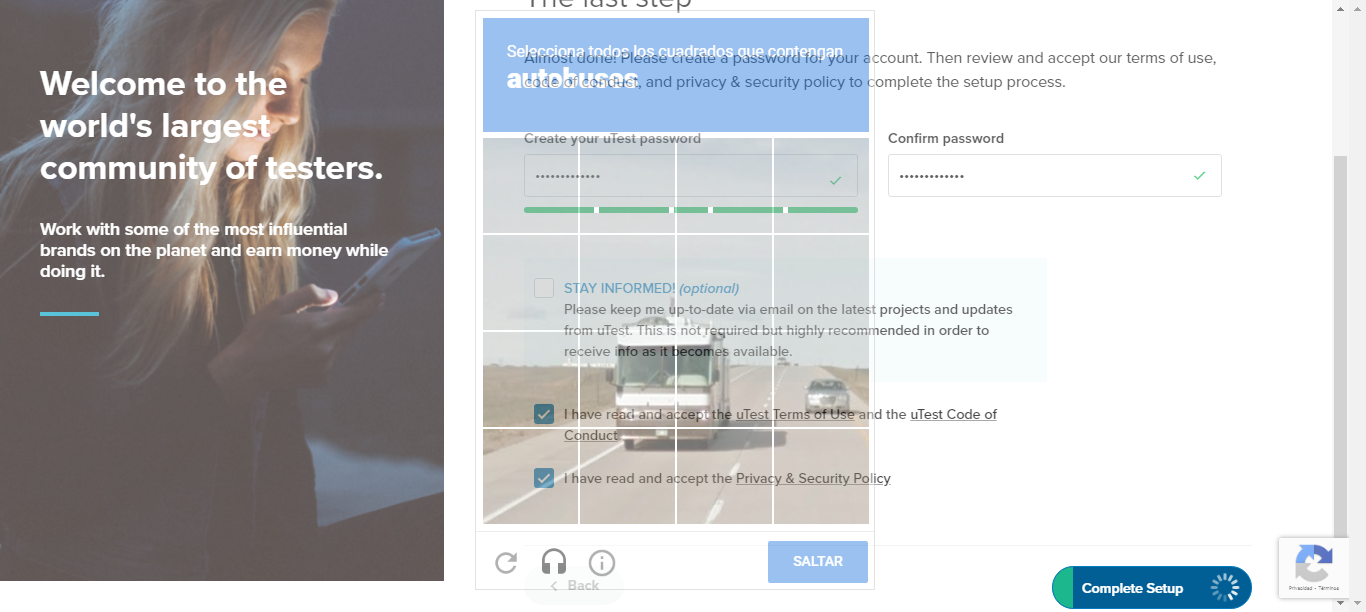 The last step
Welcome to the
world's largest
community of testers.
Work with some of the most influential
brands on the planet and earn money while
doing it.
Selecciona todos los cuadrados que contengan
autobuses
Almost done! Please create a password for your account. Then review and accept our terms of use,
code of conduct, and privacy & security policy to complete the setup process.
Create your uTest password
Confirm password
•••••••••••••
•••••••••••••
STAY INFORMED! (optional)
Please keep me up-to-date via email on the latest projects and updates
from uTest. This is not required but highly recommended in order to
receive info as it becomes available.
I have read and accept the uTest Terms of Use and the uTest Code of
Conduct
I have read and accept the Privacy & Security Policy
SALTAR
Back
Complete Setup
Privacidad - Términos